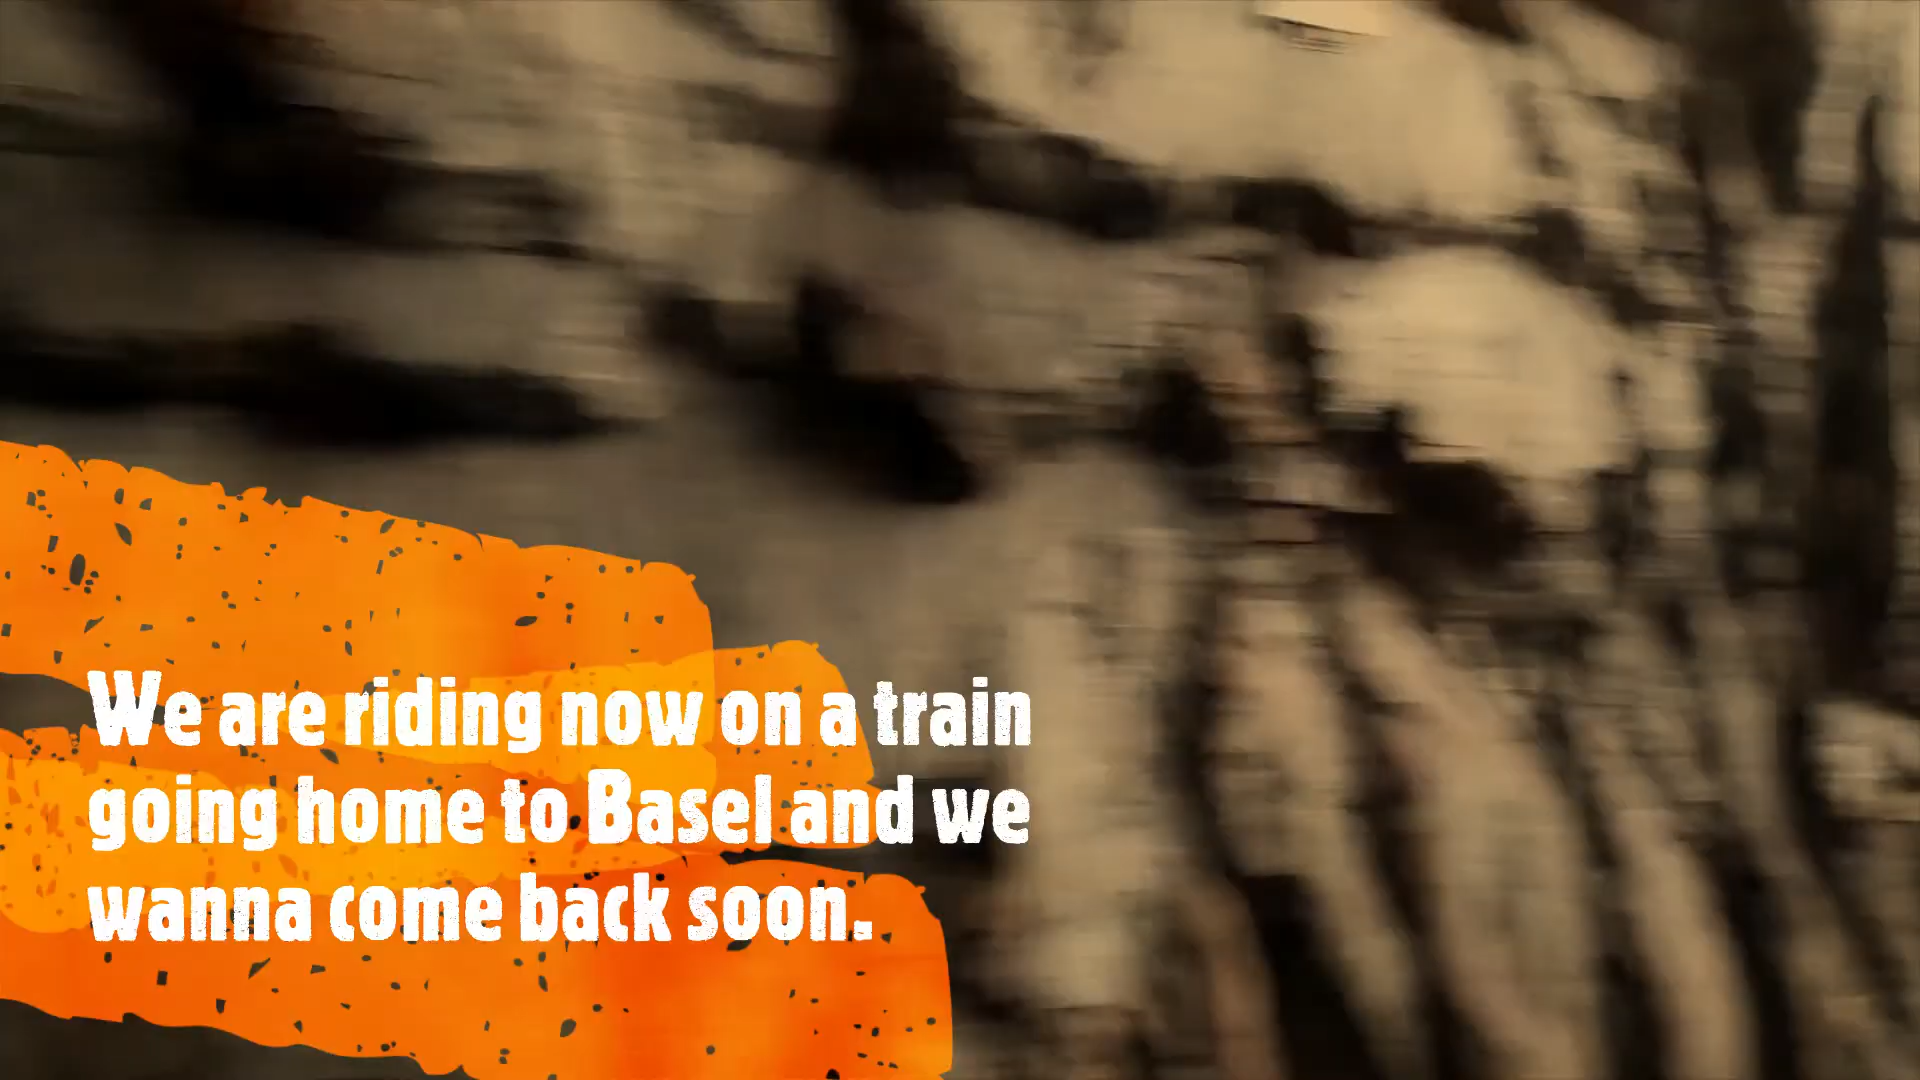 We are riding now on a train
going home to Basel and we
wanna come back soon.